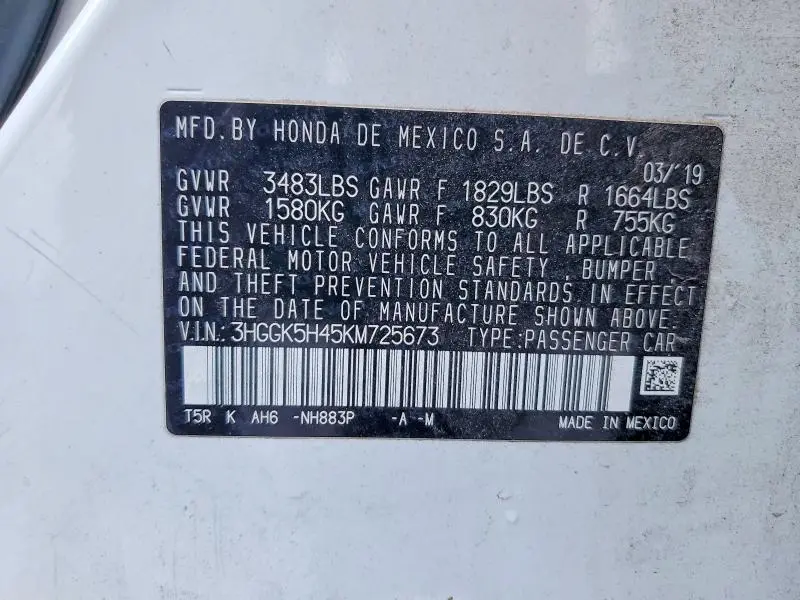 MFD. BY HONDA DE MEXICO S.A. DE C.V.
03/'19
GVWR 3483LBS GAWR F 1829LBS R 1664LBS
GVWR 1580KG GAWR F 830KG R 755KG
THIS VEHICLE CONFORMS TO ALL APPLICABLE
FEDERAL MOTOR VEHICLE SAFETY, BUMPER
AND THEFT PREVENTION STANDARDS IN EFFECT
ON THE DATE OF MANUFACTURE SHOWN ABOVE.
V.I.N.: 3HGGK5H45KM725673 TYPE:PASSENGER CAR
T5R K AH6 -NH883P -A -M MADE IN MEXICO